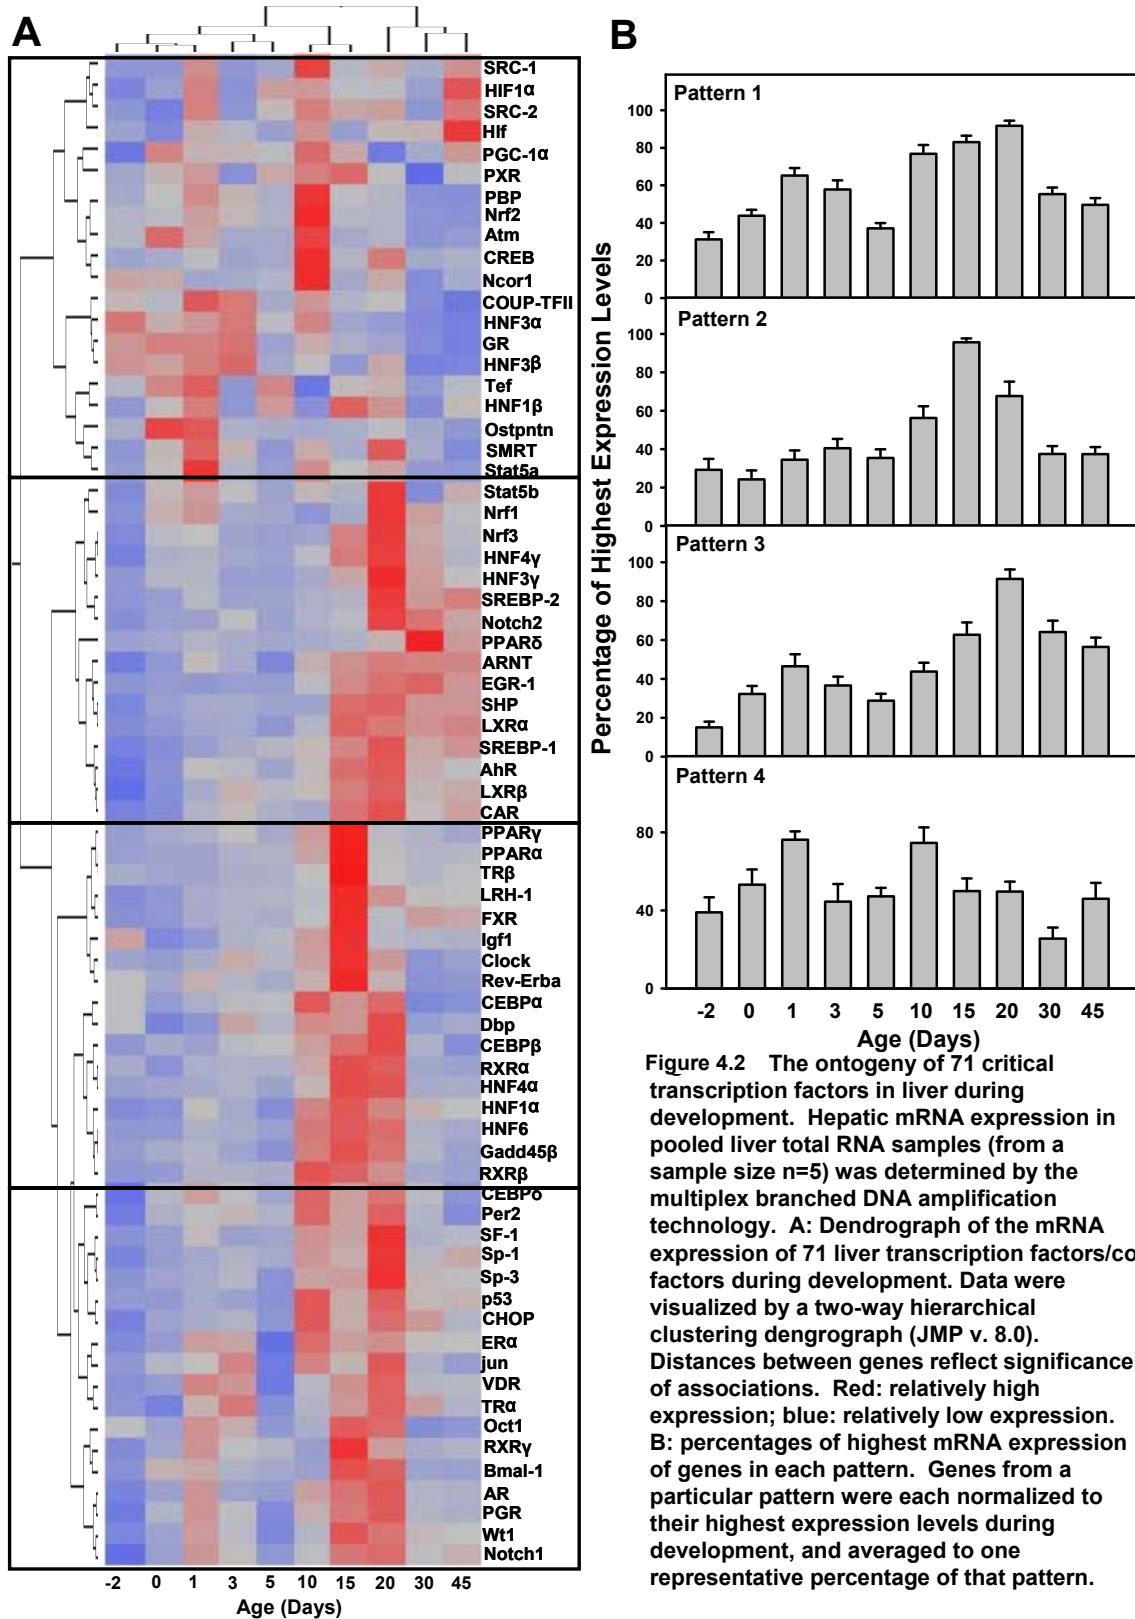 A
SRC-1
HIF1α
SRC-2
Hlf
PGC-1α
PXR
PBP
Nrf2
Atm
CREB
Ncor1
COUP-TFII
HNF3α
GR
HNF3β
Tef
HNF1β
Ostpntn
SMRT
Stat5a
Stat5b
Nrf1
Nrf3
HNF4γ
HNF3γ
SREBP-2
Notch2
PPARδ
ARNT
EGR-1
SHP
LXRα
SREBP-1
AhR
LXRβ
CAR
PPARγ
PPARα
TRβ
LRH-1
FXR
Igf1
Clock
Rev-Erba
CEBPα
Dbp
CEBPβ
RXRα
HNF4α
HNF1α
HNF6
Gadd45β
RXRβ
CEBPδ
Per2
SF-1
Sp-1
Sp-3
p53
CHOP
ERα
jun
VDR
TRα
Oct1
RXRγ
Bmal-1
AR
PGR
Wt1
Notch1
-2 0 1 3 5 10 15 20 30 45
Age (Days)
B
Percentage of Highest Expression Levels
Pattern 1
100
80
60
40
20
0
Pattern 2
100
80
60
40
20
0
Pattern 3
100
80
60
40
20
0
Pattern 4
80
40
0
-2 0 1 3 5 10 15 20 30 45
Age (Days)
Figure 4.2 The ontogeny of 71 critical
transcription factors in liver during
development. Hepatic mRNA expression in
pooled liver total RNA samples (from a
sample size n=5) was determined by the
multiplex branched DNA amplification
technology. A: Dendrograph of the mRNA
expression of 71 liver transcription factors/co
factors during development. Data were
visualized by a two-way hierarchical
clustering dengrograph (JMP v. 8.0).
Distances between genes reflect significance
of associations. Red: relatively high
expression; blue: relatively low expression.
B: percentages of highest mRNA expression
of genes in each pattern. Genes from a
particular pattern were each normalized to
their highest expression levels during
development, and averaged to one
representative percentage of that pattern.